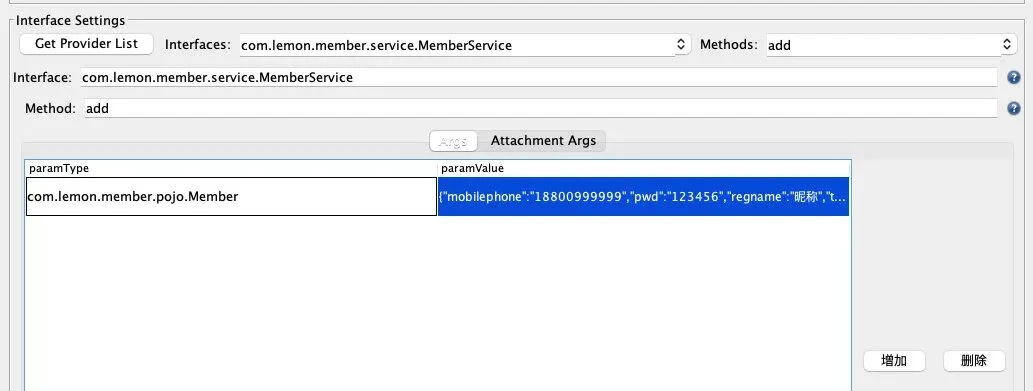 Interface Settings
Get Provider List Interfaces: com.lemon.member.service.MemberService Methods: add
Interface: com.lemon.member.service.MemberService
Method: add
Args Attachment Args
paramType paramValue
com.lemon.member.pojo.Member {"mobilephone":"18800999999","pwd":"123456","regname":"昵称","t...
增加 删除